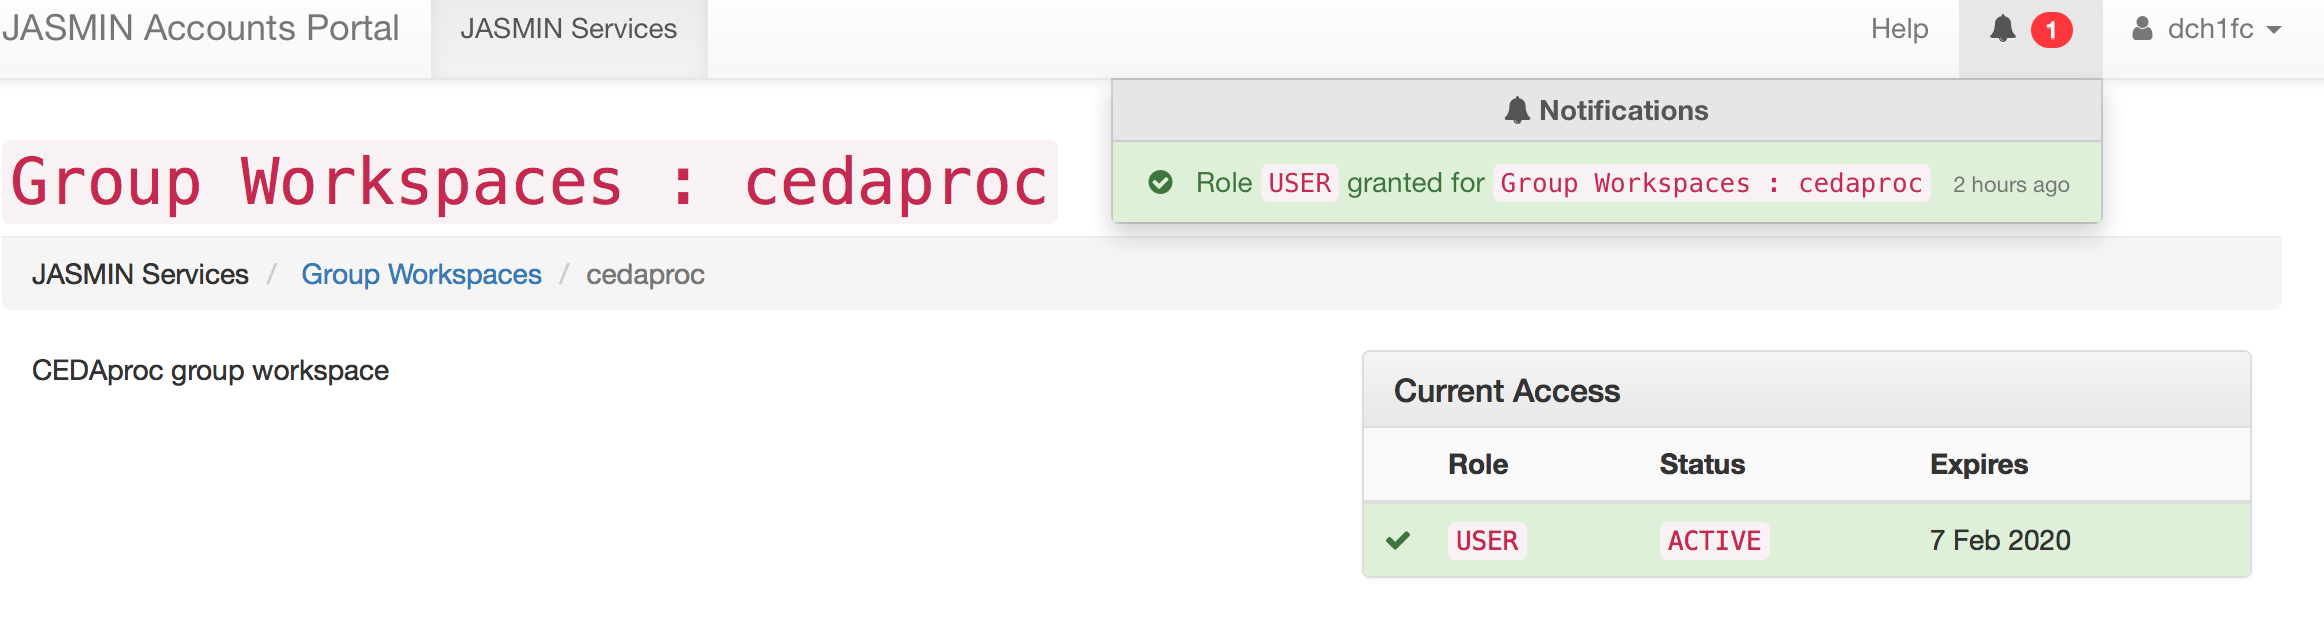 JASMIN Accounts Portal JASMIN Services Help 1 dch1fc
Notifications
Role USER granted for Group Workspaces : cedaproc 2 hours ago
Group Workspaces : cedaproc
JASMIN Services / Group Workspaces / cedaproc
CEDAproc group workspace
Current Access
Role Status Expires
USER ACTIVE 7 Feb 2020